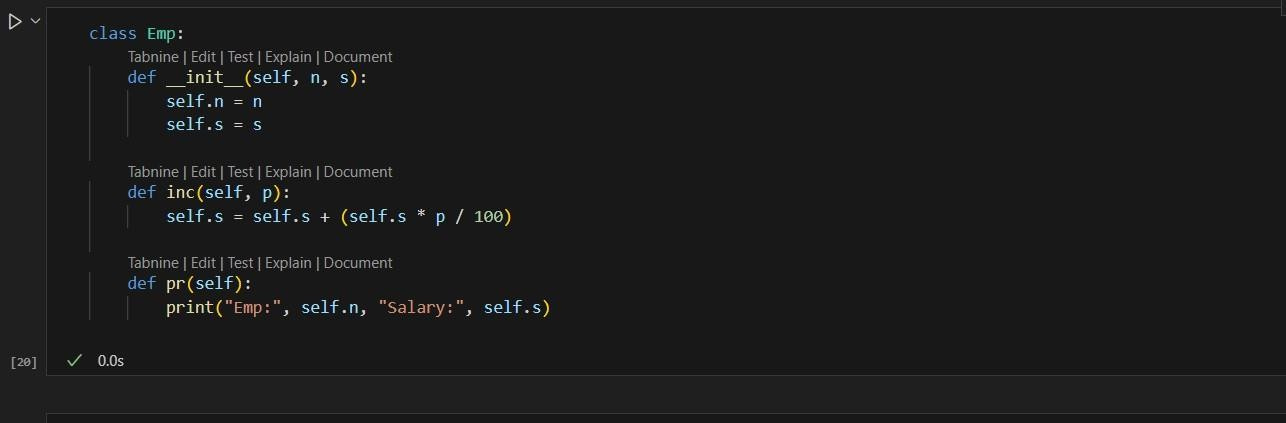 class Emp:
Tabnine | Edit | Test | Explain | Document
def __init__(self, n, s):
self.n = n
self.s = s
Tabnine | Edit | Test | Explain | Document
def inc(self, p):
self.s = self.s + (self.s * p / 100)
Tabnine | Edit | Test | Explain | Document
def pr(self):
print("Emp:", self.n, "Salary:", self.s)
[20] 0.0s